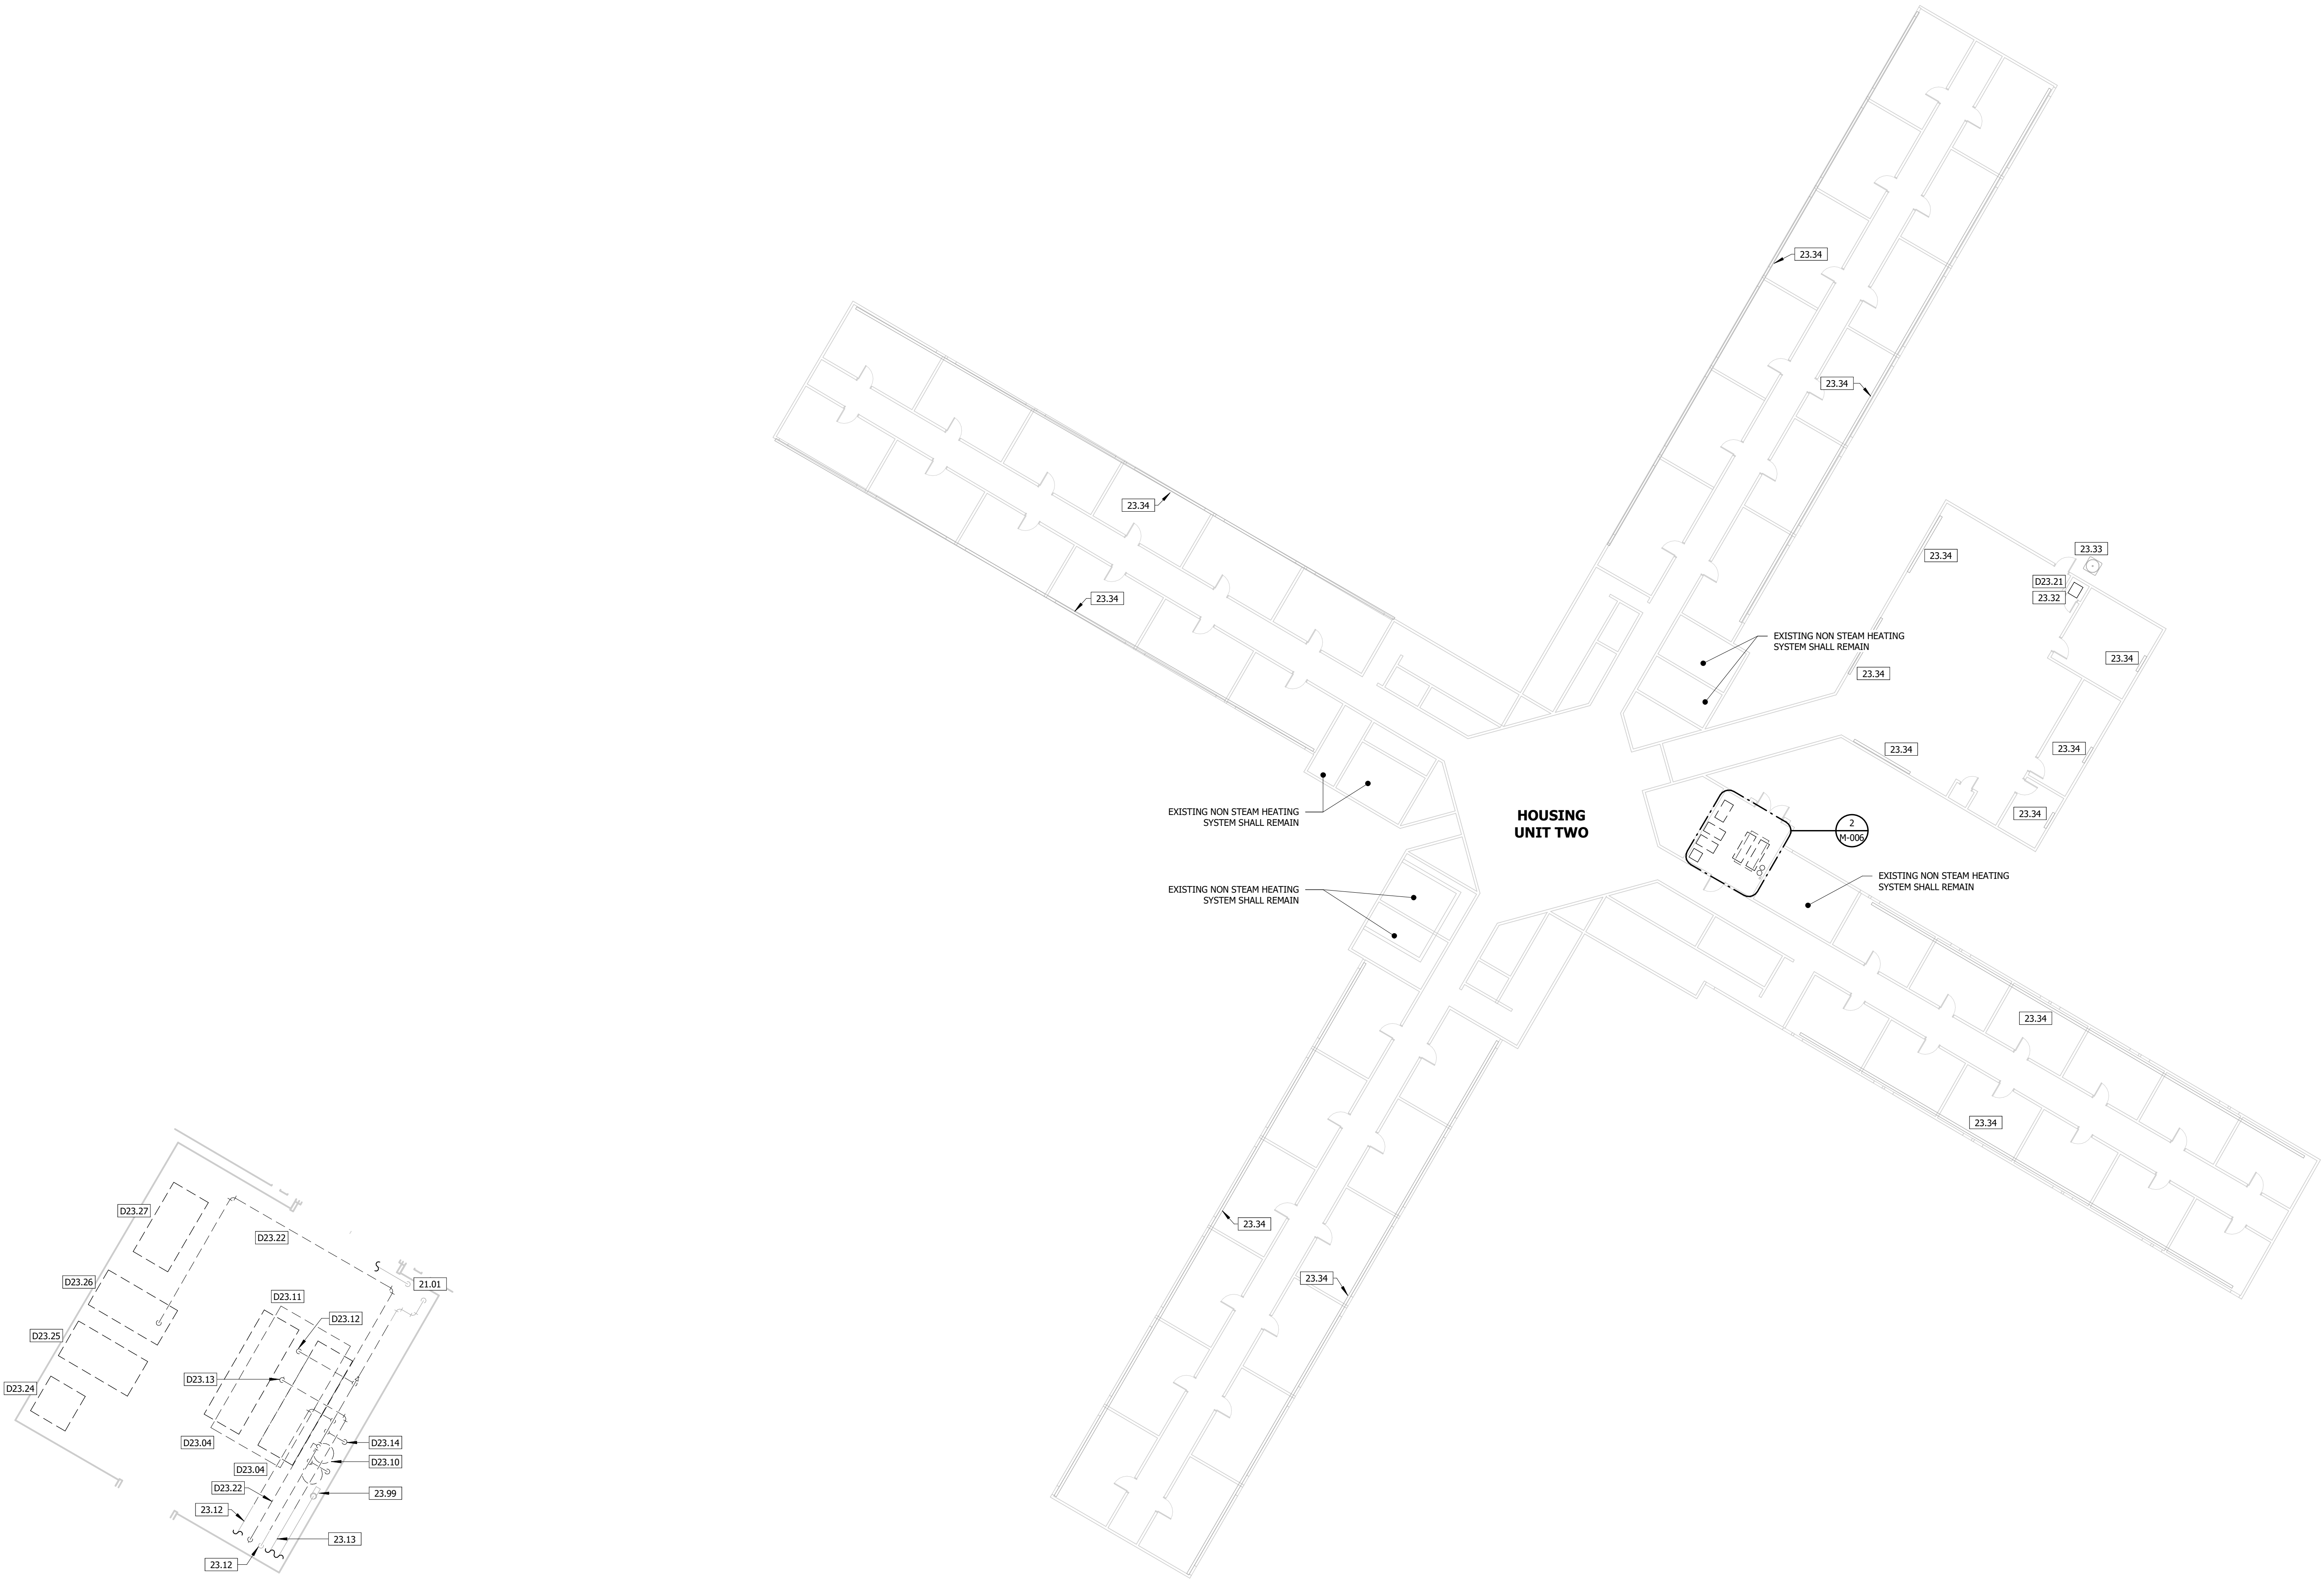 23.34
23.34
23.34
23.34
23.34
23.33
D23.21
23.32
EXISTING NON STEAM HEATING
SYSTEM SHALL REMAIN
23.34
23.34
23.34
23.34
23.34
EXISTING NON STEAM HEATING
SYSTEM SHALL REMAIN
HOUSING
UNIT TWO
2
M-006
EXISTING NON STEAM HEATING
SYSTEM SHALL REMAIN
EXISTING NON STEAM HEATING
SYSTEM SHALL REMAIN
23.34
23.34
23.34
23.34
D23.27
D23.22
D23.26
21.01
D23.11
D23.12
D23.25
D23.13
D23.24
D23.04
D23.14
D23.10
D23.04
D23.22
23.99
23.12
23.13
23.12